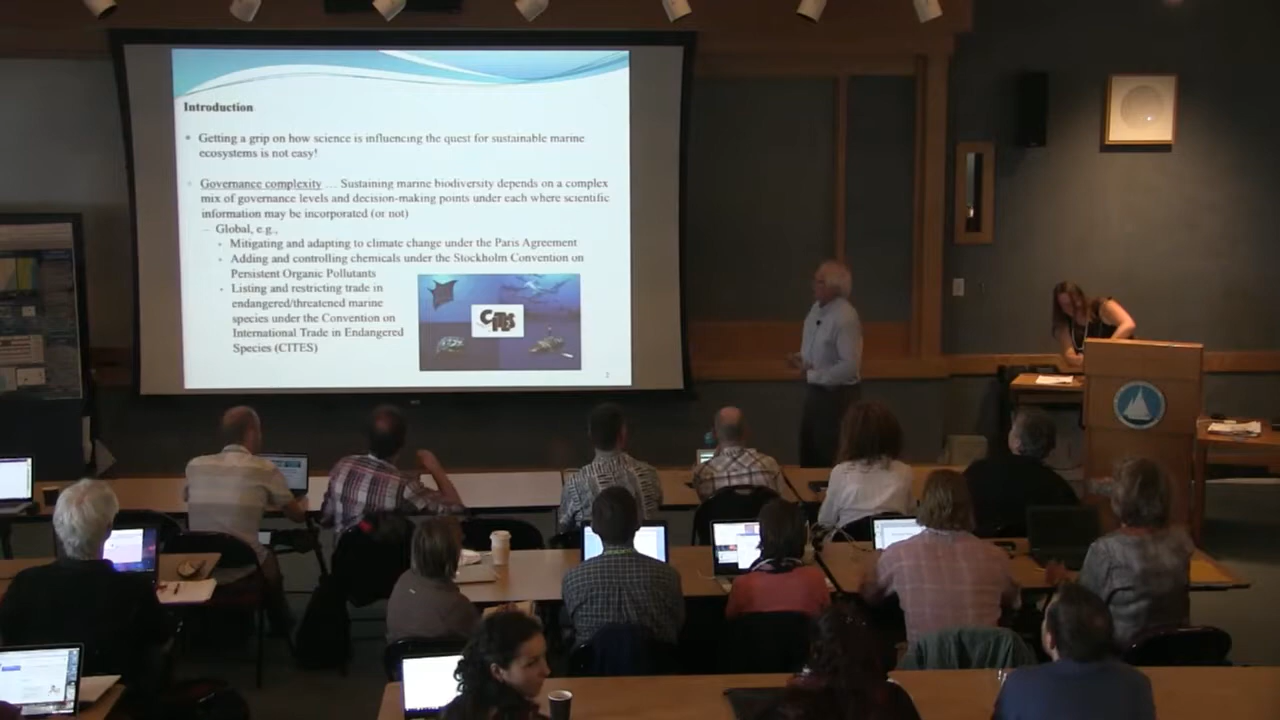 Introduction
Getting a grip on how science is influencing the quest for sustainable marine
ecosystems is not easy!
Governance complexity … Sustaining marine biodiversity depends on a complex
mix of governance levels and decision-making points under each where scientific
information may be incorporated (or not)
– Global, e.g.,
Mitigating and adapting to climate change under the Paris Agreement
Adding and controlling chemicals under the Stockholm Convention on
Persistent Organic Pollutants
Listing and restricting trade in
endangered/threatened marine
species under the Convention on
International Trade in Endangered
Species (CITES)
CITES
2